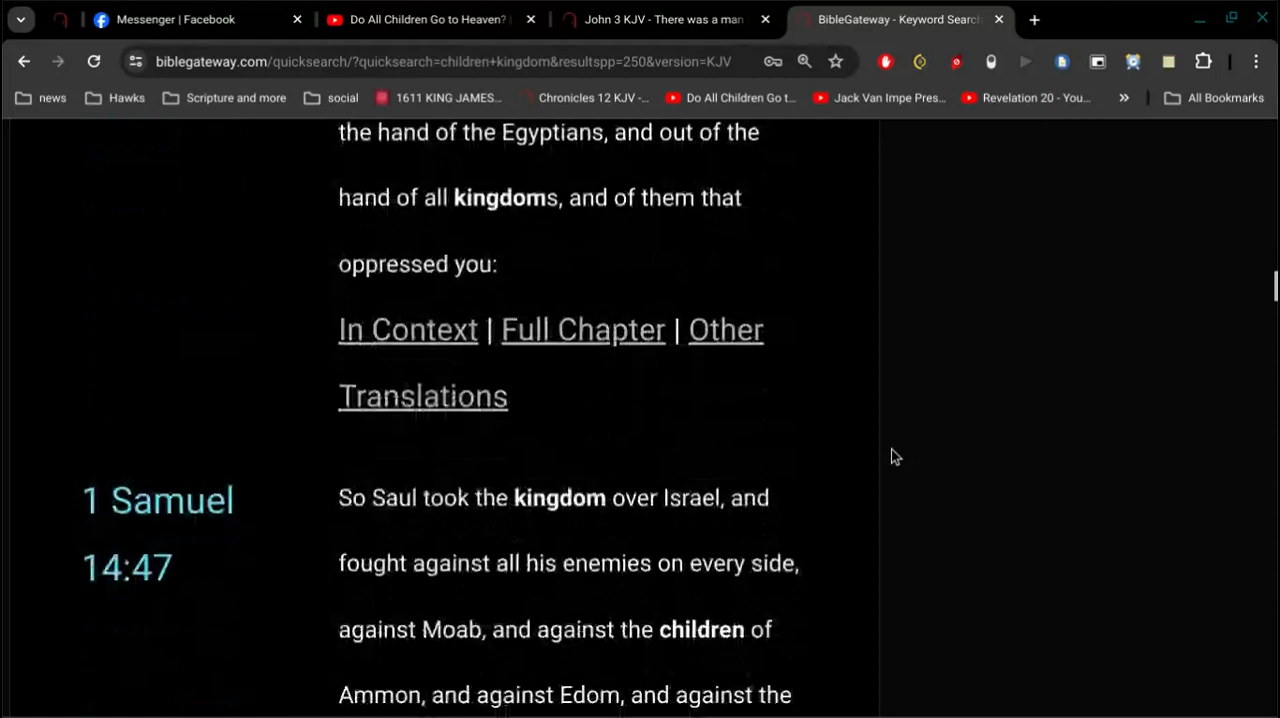 Messenger | Facebook
Do All Children Go to Heaven?
John 3 KJV - There was a man
BibleGateway - Keyword Searc
biblegateway.com/quicksearch/?quicksearch=children+kingdom&resultspp=250&version=KJV
news
Hawks
Scripture and more
social
1611 KING JAMES...
Chronicles 12 KJV -...
Do All Children Go t...
Jack Van Impe Pres...
Revelation 20 - You...
»
All Bookmarks
the hand of the Egyptians, and out of the
hand of all kingdoms, and of them that
oppressed you:
In Context | Full Chapter | Other
Translations
1 Samuel
14:47
So Saul took the kingdom over Israel, and
fought against all his enemies on every side,
against Moab, and against the children of
Ammon, and against Edom, and against the